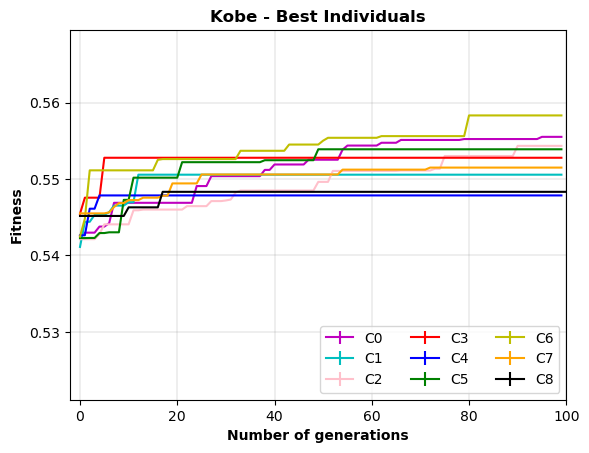 Kobe - Best Individuals
Fitness
0.56
0.55
0.54
0.53
0 20 40 60 80 100
Number of generations
C0 C3 C6
C1 C4 C7
C2 C5 C8